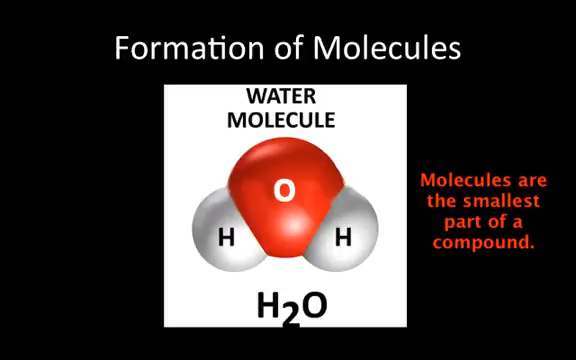 Formation of Molecules
WATER
MOLECULE
O
H
H
H2O
Molecules are
the smallest
part of a
compound.